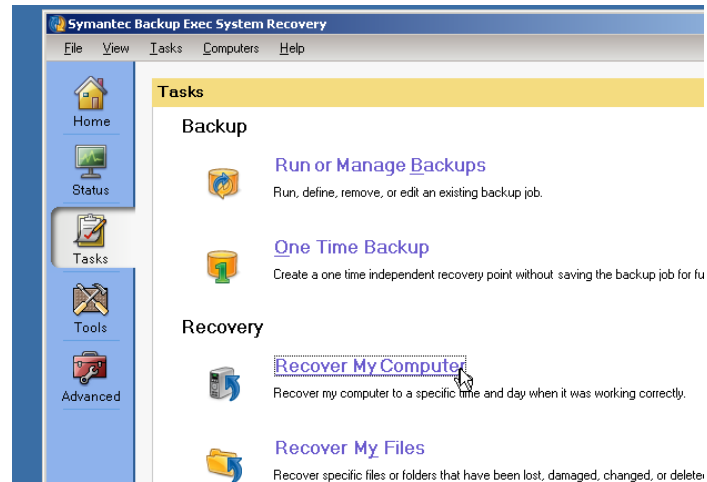 Symantec Backup Exec System Recovery
File View Tasks Computers Help
Home
Status
Tasks
Tools
Advanced
Tasks
Backup
Run or Manage Backups
Run, define, remove, or edit an existing backup job.
One Time Backup
Create a one time independent recovery point without saving the backup job for fu
Recovery
Recover My Computer
Recover my computer to a specific time and day when it was working correctly.
Recover My Files
Recover specific files or folders that have been lost, damaged, changed, or delete